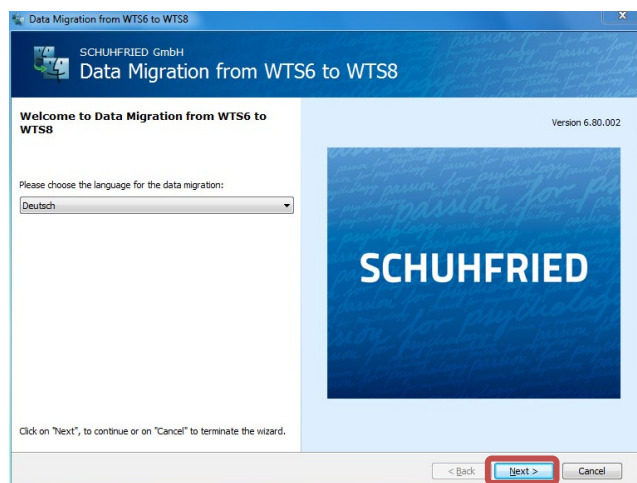 Data Migration from WTS6 to WTS8
SCHUHFRIED GmbH
Data Migration from WTS6 to WTS8
Welcome to Data Migration from WTS6 to
WTS8
Version 6.80.002
Please choose the language for the data migration:
Deutsch
SCHUHFRIED
Click on "Next", to continue or on "Cancel" to terminate the wizard.
< Back
Next >
Cancel